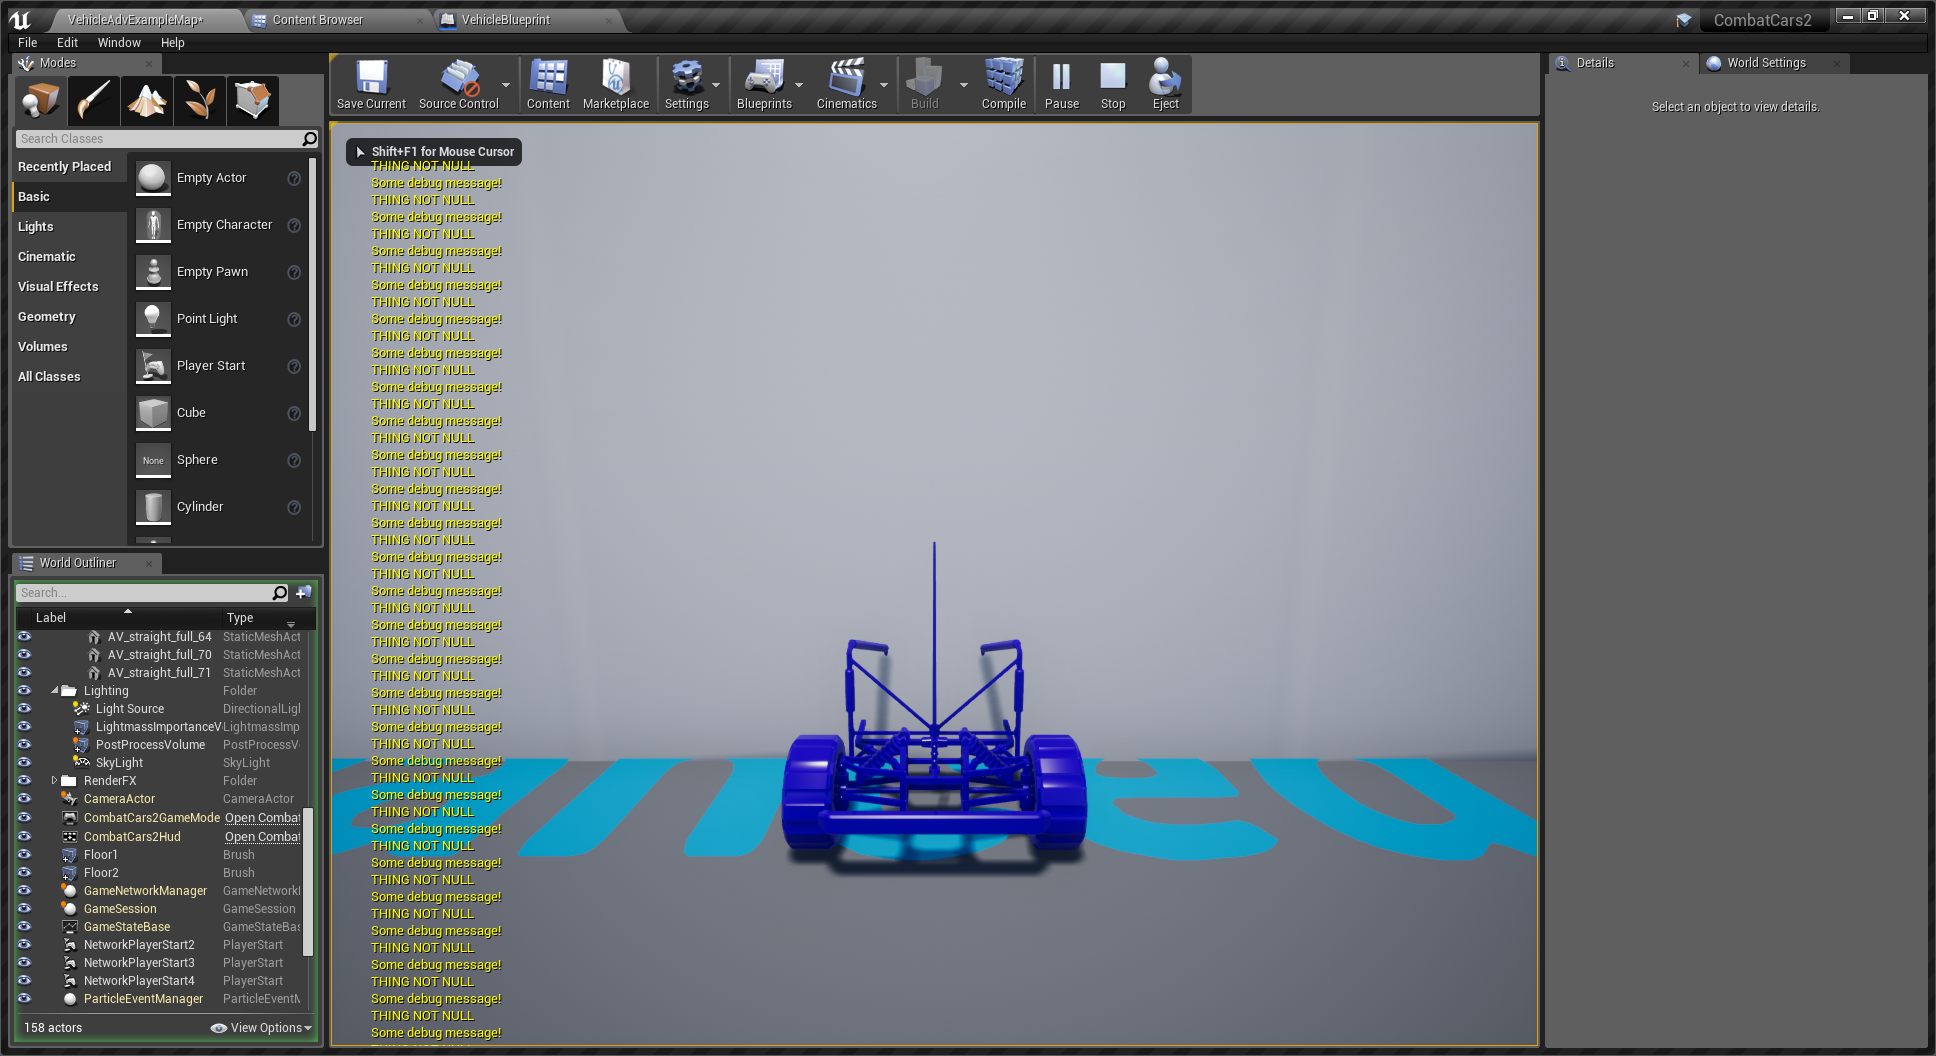 VehicleAdvExampleMap*
Content Browser
VehicleBlueprint
CombatCars2
File Edit Window Help
Modes
Save Current
Source Control
Content
Marketplace
Settings
Blueprints
Cinematics
Build
Compile
Pause
Stop
Eject
Details
World Settings
Select an object to view details.
Search Classes
Recently Placed
Basic
Lights
Cinematic
Visual Effects
Geometry
Volumes
All Classes
Empty Actor
Empty Character
Empty Pawn
Point Light
Player Start
Cube
None
Sphere
Cylinder
World Outliner
Search...
Label Type
AV_straight_full_64 StaticMeshAct
AV_straight_full_70 StaticMeshAct
AV_straight_full_71 StaticMeshAct
Lighting Folder
Light Source DirectionalLigl
LightmassImportanceV LightmassImp
PostProcessVolume PostProcessV
SkyLight SkyLight
RenderFX Folder
CameraActor CameraActor
CombatCars2GameMode Open Combat
CombatCars2Hud Open Combat
Floor1 Brush
Floor2 Brush
GameNetworkManager GameNetworkl
GameSession GameSession
GameStateBase GameStateBas
NetworkPlayerStart2 PlayerStart
NetworkPlayerStart3 PlayerStart
NetworkPlayerStart4 PlayerStart
ParticleEventManager ParticleEventM
158 actors
View Options
Shift+F1 for Mouse Cursor
THING NOT NULL
Some debug message!
THING NOT NULL
Some debug message!
THING NOT NULL
Some debug message!
THING NOT NULL
Some debug message!
THING NOT NULL
Some debug message!
THING NOT NULL
Some debug message!
THING NOT NULL
Some debug message!
THING NOT NULL
Some debug message!
THING NOT NULL
Some debug message!
THING NOT NULL
Some debug message!
THING NOT NULL
Some debug message!
THING NOT NULL
Some debug message!
THING NOT NULL
Some debug message!
THING NOT NULL
Some debug message!
THING NOT NULL
Some debug message!
THING NOT NULL
Some debug message!
THING NOT NULL
Some debug message!
THING NOT NULL
Some debug message!
THING NOT NULL
Some debug message!
THING NOT NULL
Some debug message!
THING NOT NULL
Some debug message!
THING NOT NULL
Some debug message!
THING NOT NULL
Some debug message!
THING NOT NULL
Some debug message!
THING NOT NULL
Some debug message!
THING NOT NULL
Some debug message!